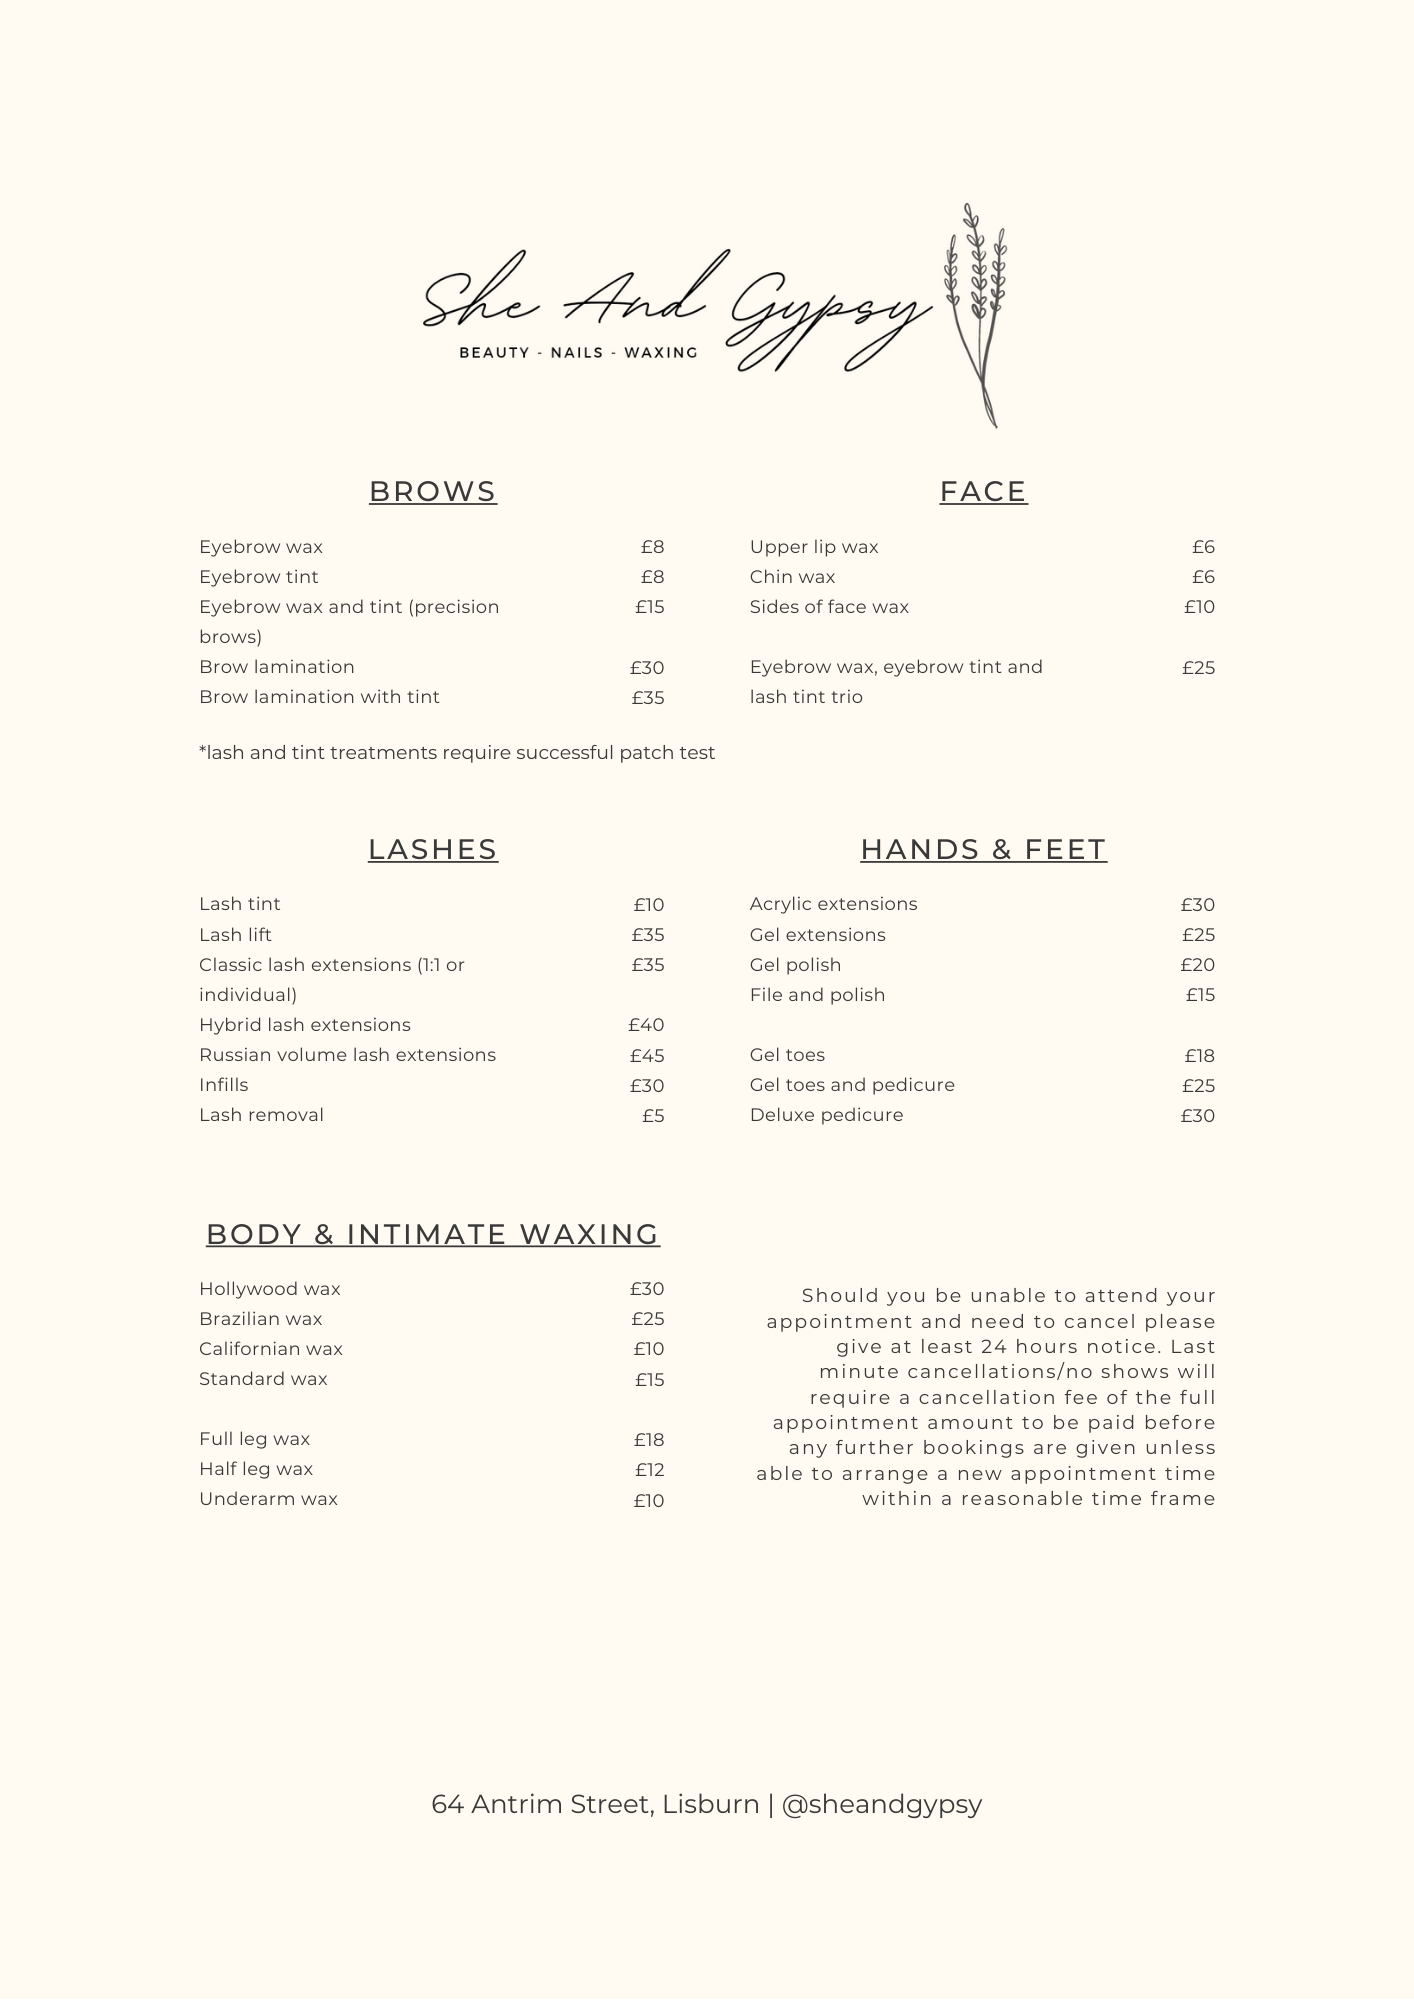 She And Gypsy
BEAUTY - NAILS - WAXING
BROWS
Eyebrow wax £8
Eyebrow tint £8
Eyebrow wax and tint (precision £15
brows)
Brow lamination £30
Brow lamination with tint £35
*lash and tint treatments require successful patch test
FACE
Upper lip wax £6
Chin wax £6
Sides of face wax £10
Eyebrow wax, eyebrow tint and £25
lash tint trio
LASHES
Lash tint £10
Lash lift £35
Classic lash extensions (1:1 or £35
individual)
Hybrid lash extensions £40
Russian volume lash extensions £45
Infills £30
Lash removal £5
HANDS & FEET
Acrylic extensions £30
Gel extensions £25
Gel polish £20
File and polish £15
Gel toes £18
Gel toes and pedicure £25
Deluxe pedicure £30
BODY & INTIMATE WAXING
Hollywood wax £30
Brazilian wax £25
Californian wax £10
Standard wax £15
Full leg wax £18
Half leg wax £12
Underarm wax £10
Should you be unable to attend your
appointment and need to cancel please
give at least 24 hours notice. Last
minute cancellations/no shows will
require a cancellation fee of the full
appointment amount to be paid before
any further bookings are given unless
able to arrange a new appointment time
within a reasonable time frame
64 Antrim Street, Lisburn | @sheandgypsy